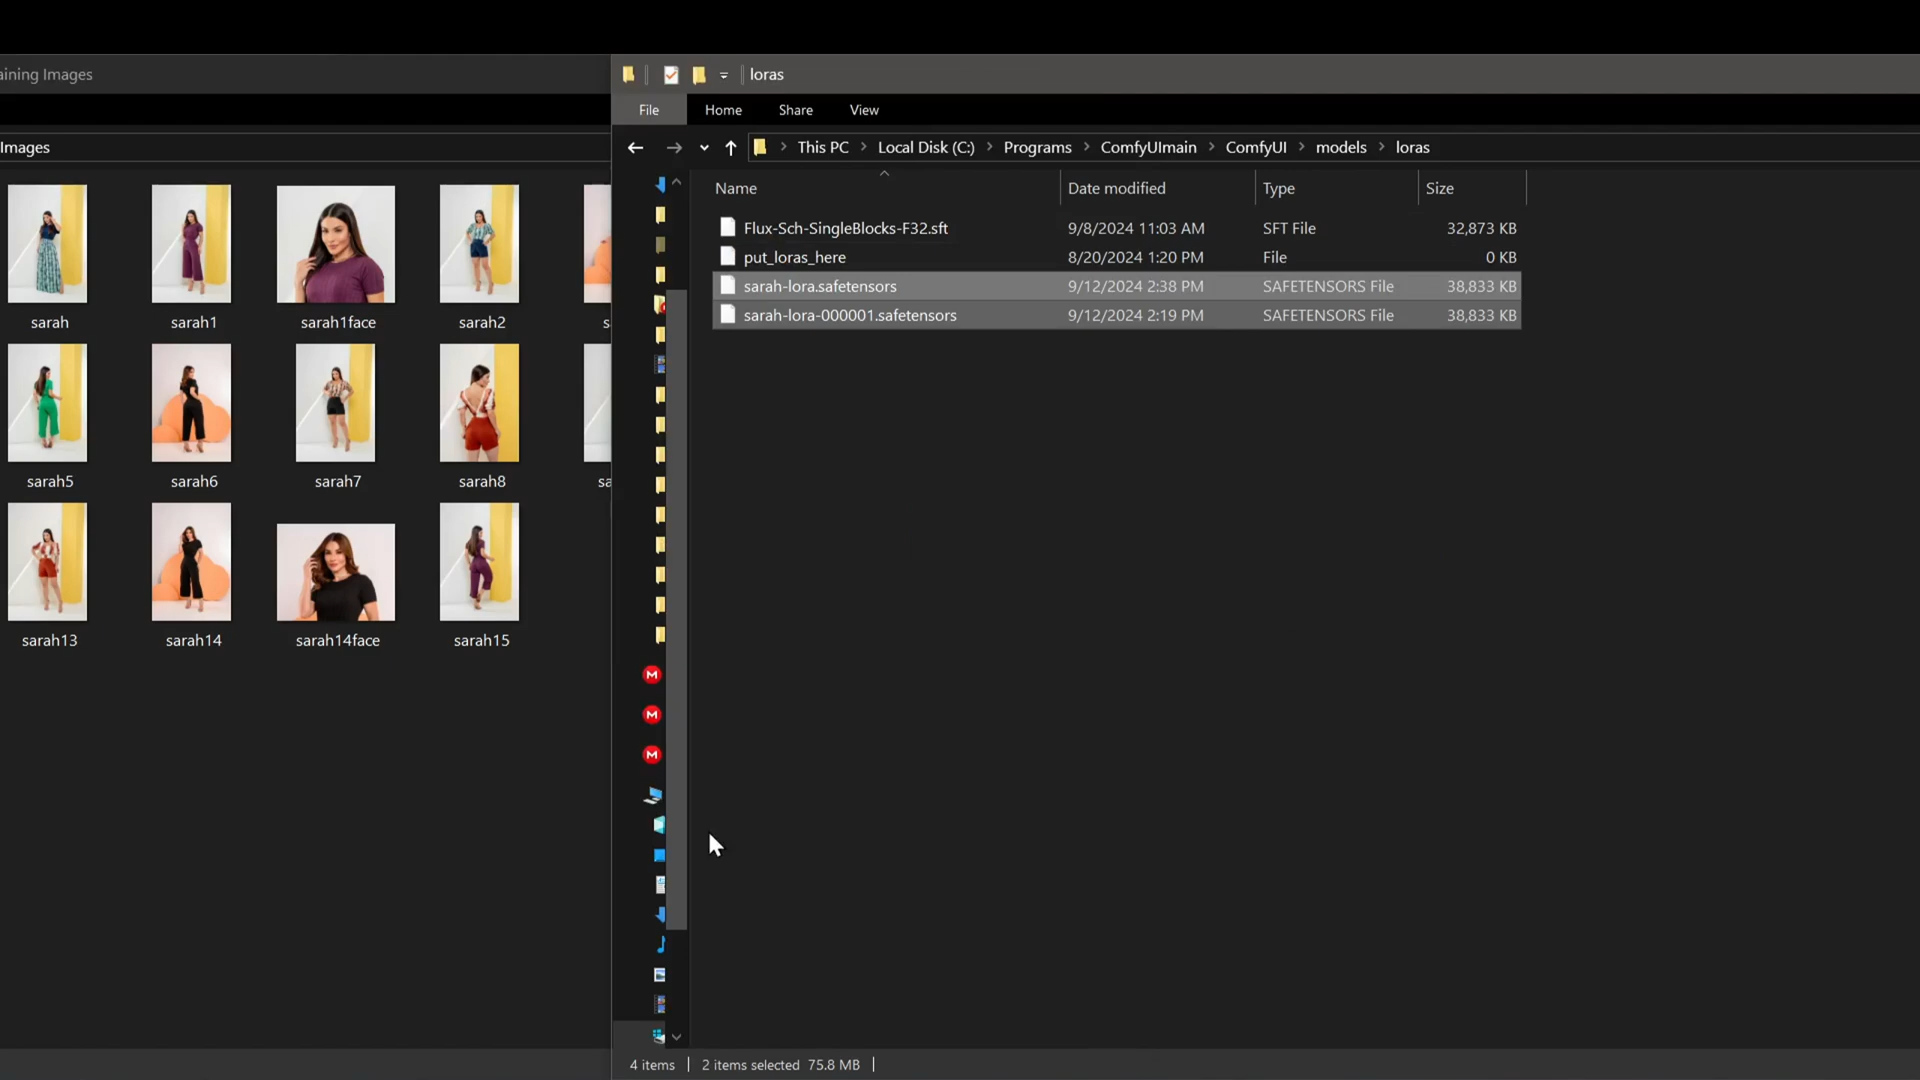 aining Images
Images
sarah
sarah1
sarah1face
sarah2
sarah5
sarah6
sarah7
sarah8
sarah13
sarah14
sarah14face
sarah15
loras
File Home Share View
This PC > Local Disk (C:) > Programs > ComfyUImain > ComfyUI > models > loras
Name Date modified Type Size
Flux-Sch-SingleBlocks-F32.sft 9/8/2024 11:03 AM SFT File 32,873 KB
put_loras_here 8/20/2024 1:20 PM File 0 KB
sarah-lora.safetensors 9/12/2024 2:38 PM SAFETENSORS File 38,833 KB
sarah-lora-000001.safetensors 9/12/2024 2:19 PM SAFETENSORS File 38,833 KB
4 items 2 items selected 75.8 MB